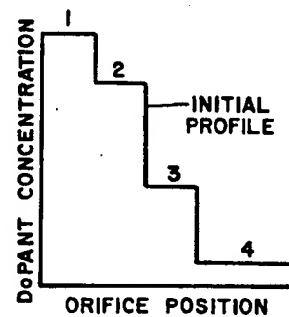 1
2
INITIAL
PROFILE
3
4
DoPANT CONCENTRATION
ORIFICE POSITION